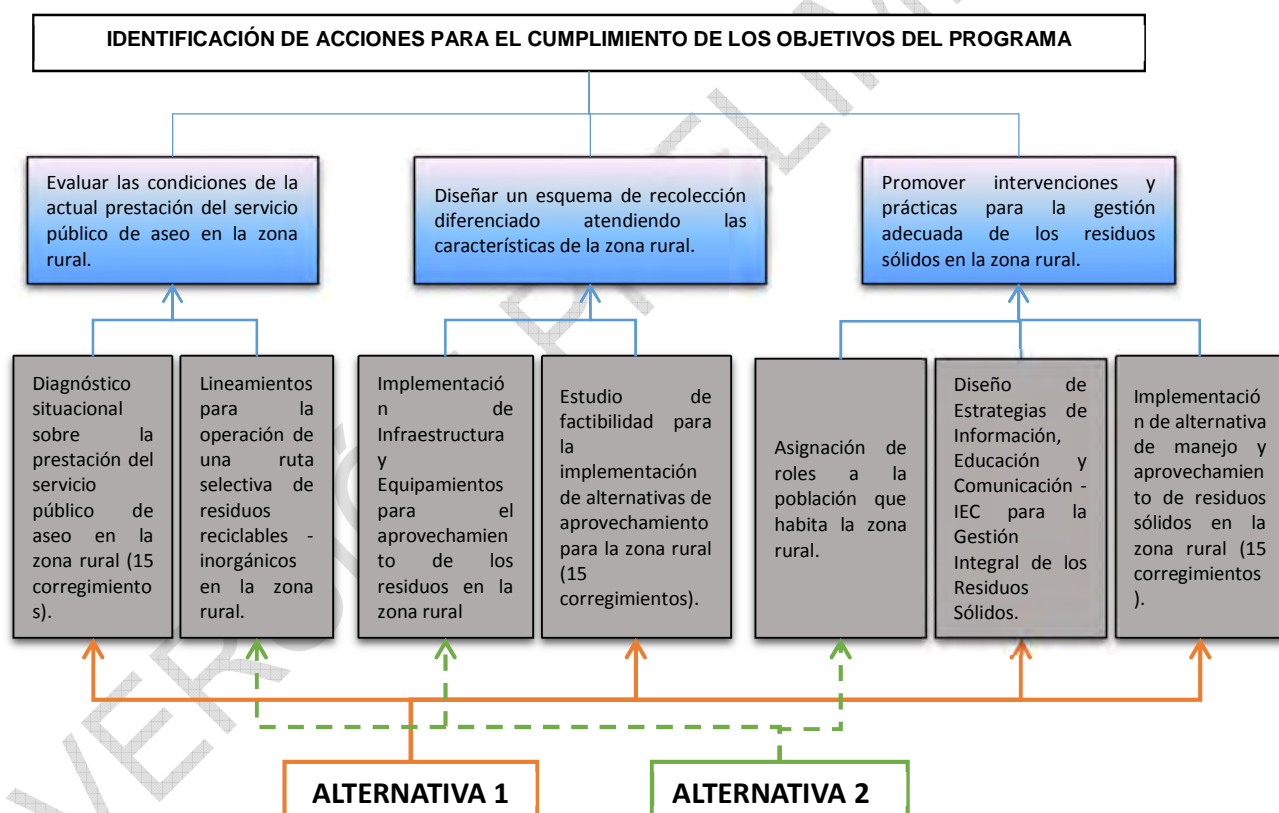 IDENTIFICACIÓN DE ACCIONES PARA EL CUMPLIMIENTO DE LOS OBJETIVOS DEL PROGRAMA
Evaluar las condiciones de la
actual prestación del servicio
público de aseo en la zona
rural.
Diseñar un esquema de recolección
diferenciado atendiendo las
características de la zona rural.
Promover intervenciones y
prácticas para la gestión
adecuada de los residuos
sólidos en la zona rural.
Diagnóstico
situacional
sobre la
prestación del
servicio
público de
aseo en la
zona rural (15
corregimiento
s).
Lineamientos
para la
operación de
una ruta
selectiva de
residuos
reciclables -
inorgánicos
en la zona
rural.
Implementació
n de
Infraestructura
y
Equipamientos
para el
aprovechamien
to de los
residuos en la
zona rural
Estudio de
factibilidad para
la
implementación
de alternativas de
aprovechamiento
para la zona rural
(15
corregimientos).
Asignación de
roles a la
población que
habita la zona
rural.
Diseño de
Estrategias de
Información,
Educación y
Comunicación -
IEC para la
Gestión
Integral de los
Residuos
Sólidos.
Implementació
n de alternativa
de manejo y
aprovechamien
to de residuos
sólidos en la
zona rural (15
corregimientos
).
ALTERNATIVA 1
ALTERNATIVA 2